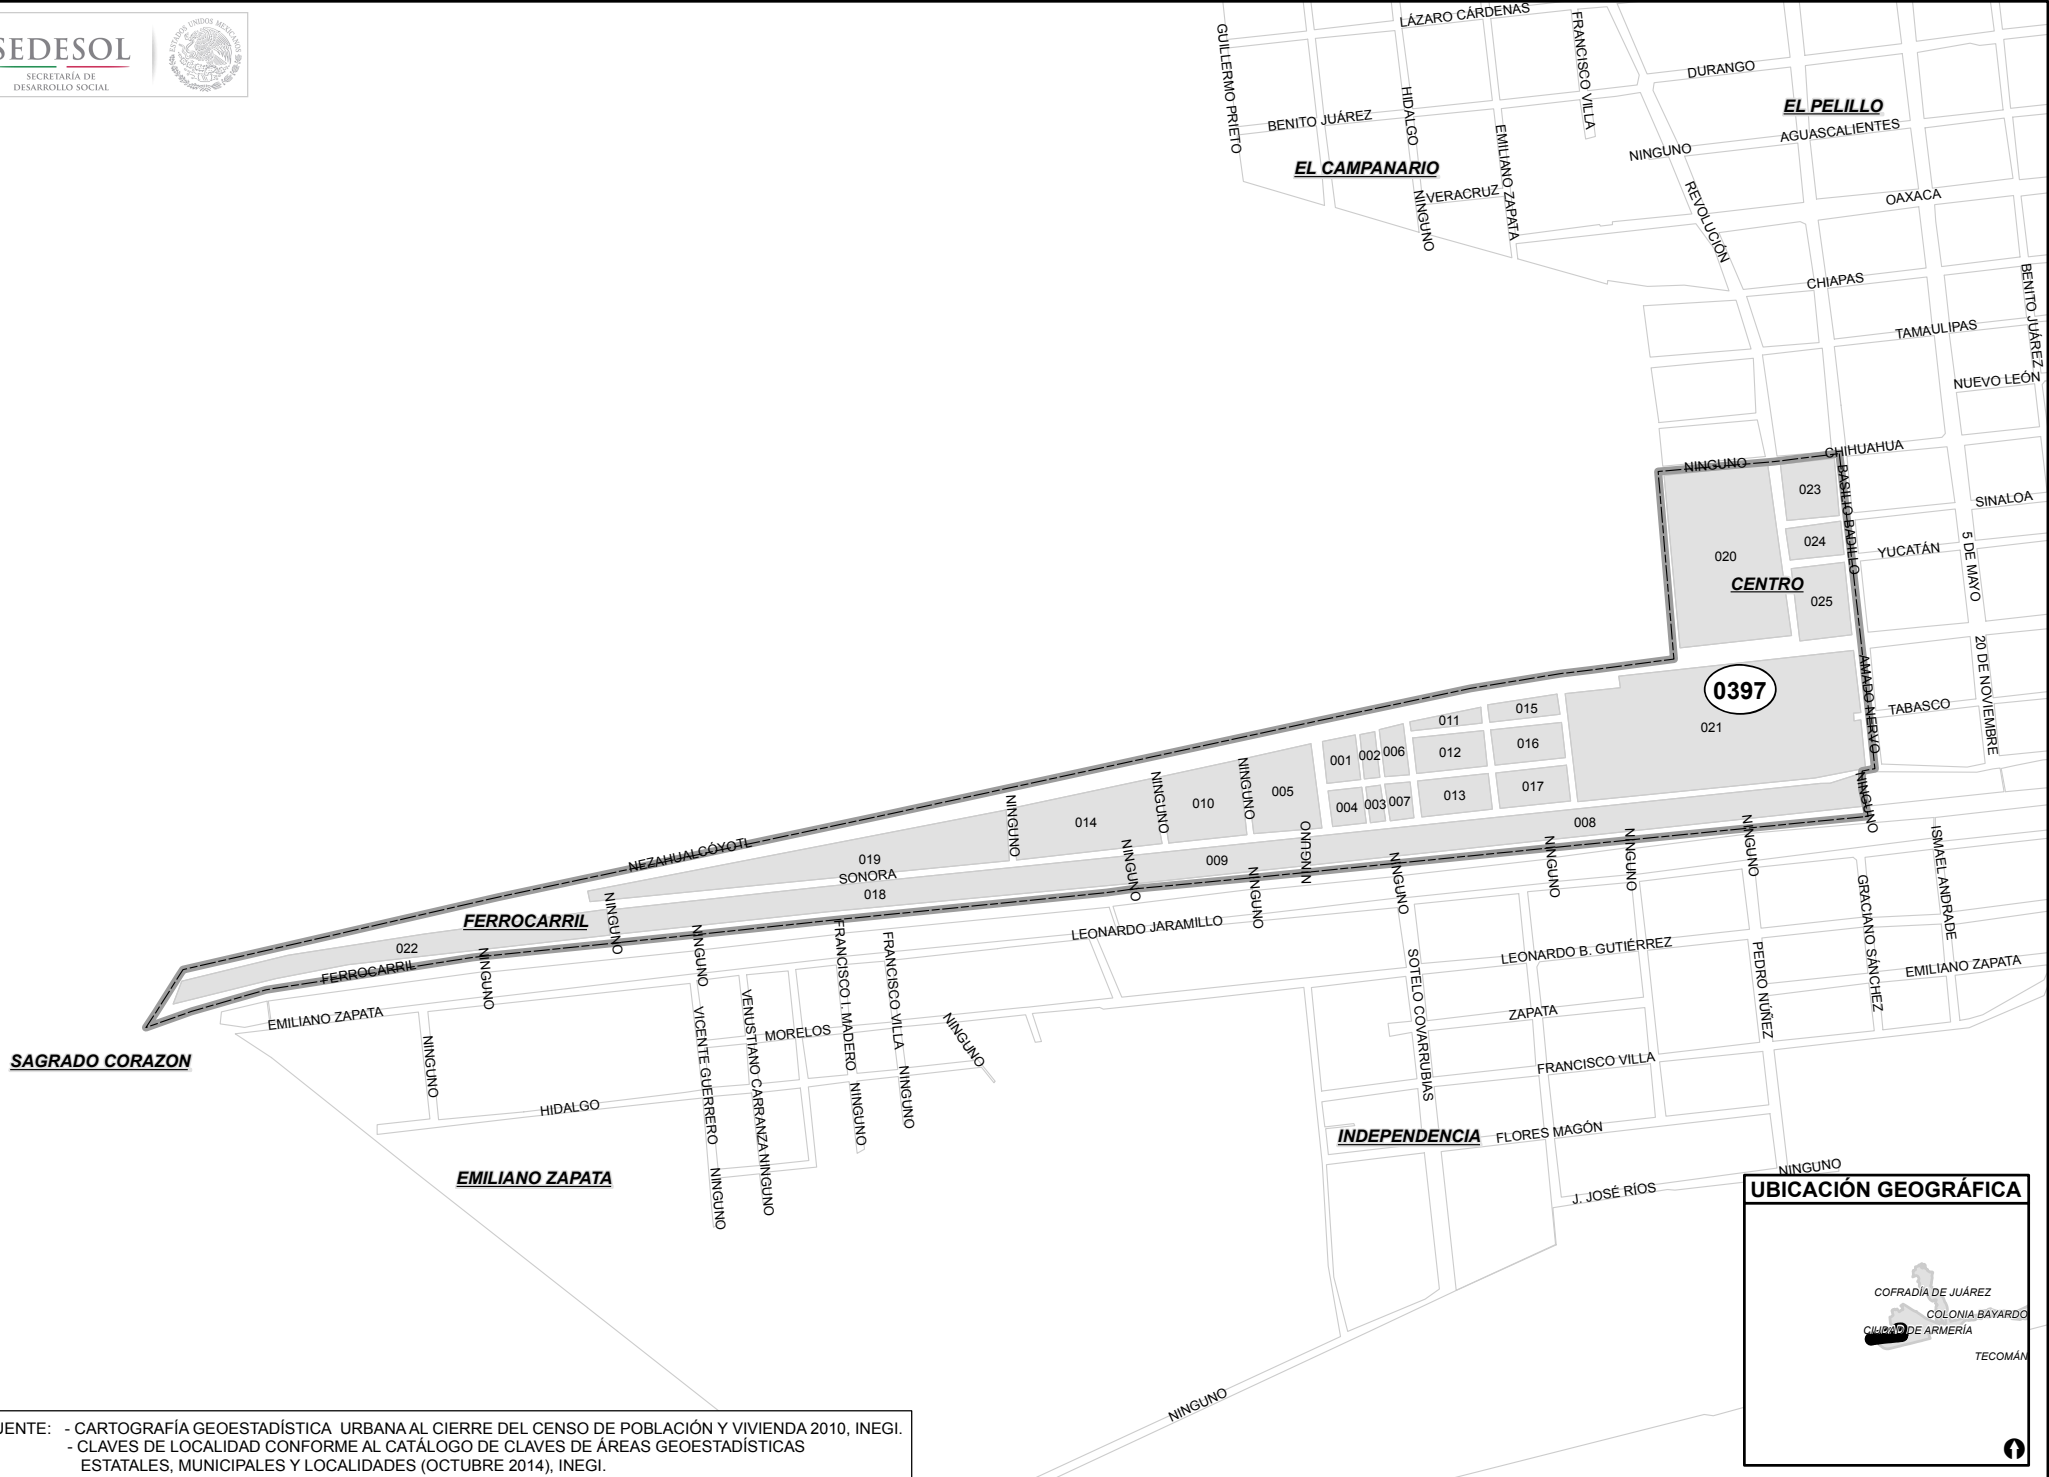 SEDESOL
SECRETARÍA DE
DESARROLLO SOCIAL
ESTADOS UNIDOS MEXICANOS
LÁZARO CÁRDENAS
GUILLERMO PRIETO
FRANCISCO VILLA
DURANGO
HIDALGO
EL PELILLO
BENITO JUÁREZ
EMILIANO ZAPATA
AGUASCALIENTES
NINGUNO
EL CAMPANARIO
VERACRUZ
NINGUNO
REVOLUCIÓN
OAXACA
CHIAPAS
BENITO JUÁREZ
TAMAULIPAS
NUEVO LEÓN
CHIHUAHUA
NINGUNO
BASILIO BADILLO
023
SINALOA
024
YUCATÁN
5 DE MAYO
020
CENTRO
025
20 DE NOVIEMBRE
AMADO NERVO
0397
TABASCO
021
015
011
016
012
006
002
001
017
013
007
003
004
005
NINGUNO
010
NINGUNO
014
NINGUNO
NINGUNO
008
NINGUNO
NINGUNO
NINGUNO
NINGUNO
NINGUNO
NINGUNO
NINGUNO
009
NEZAHUALCÓYOTL
019
SONORA
018
FERROCARRIL
NINGUNO
022
FERROCARRIL
NINGUNO
NINGUNO
FRANCISCO I. MADERO
FRANCISCO VILLA
LEONARDO JARAMILLO
SOTELO COVARRUBIAS
LEONARDO B. GUTIÉRREZ
PEDRO NÚÑEZ
GRACIANO SÁNCHEZ
ISMAEL ANDRADE
EMILIANO ZAPATA
ZAPATA
FRANCISCO VILLA
EMILIANO ZAPATA
VICENTE GUERRERO
VENUSTIANO CARRANZA
MORELOS
NINGUNO
NINGUNO
SAGRADO CORAZON
NINGUNO
NINGUNO
HIDALGO
NINGUNO
NINGUNO
EMILIANO ZAPATA
INDEPENDENCIA
FLORES MAGÓN
NINGUNO
J. JOSÉ RÍOS
NINGUNO
UBICACIÓN GEOGRÁFICA
COFRADÍA DE JUÁREZ
COLONIA BAYARDO
CIUDAD DE ARMERÍA
TECOMÁN
UENTE: - CARTOGRAFÍA GEOESTADÍSTICA URBANA AL CIERRE DEL CENSO DE POBLACIÓN Y VIVIENDA 2010, INEGI.
- CLAVES DE LOCALIDAD CONFORME AL CATÁLOGO DE CLAVES DE ÁREAS GEOESTADÍSTICAS
ESTATALES, MUNICIPALES Y LOCALIDADES (OCTUBRE 2014), INEGI.